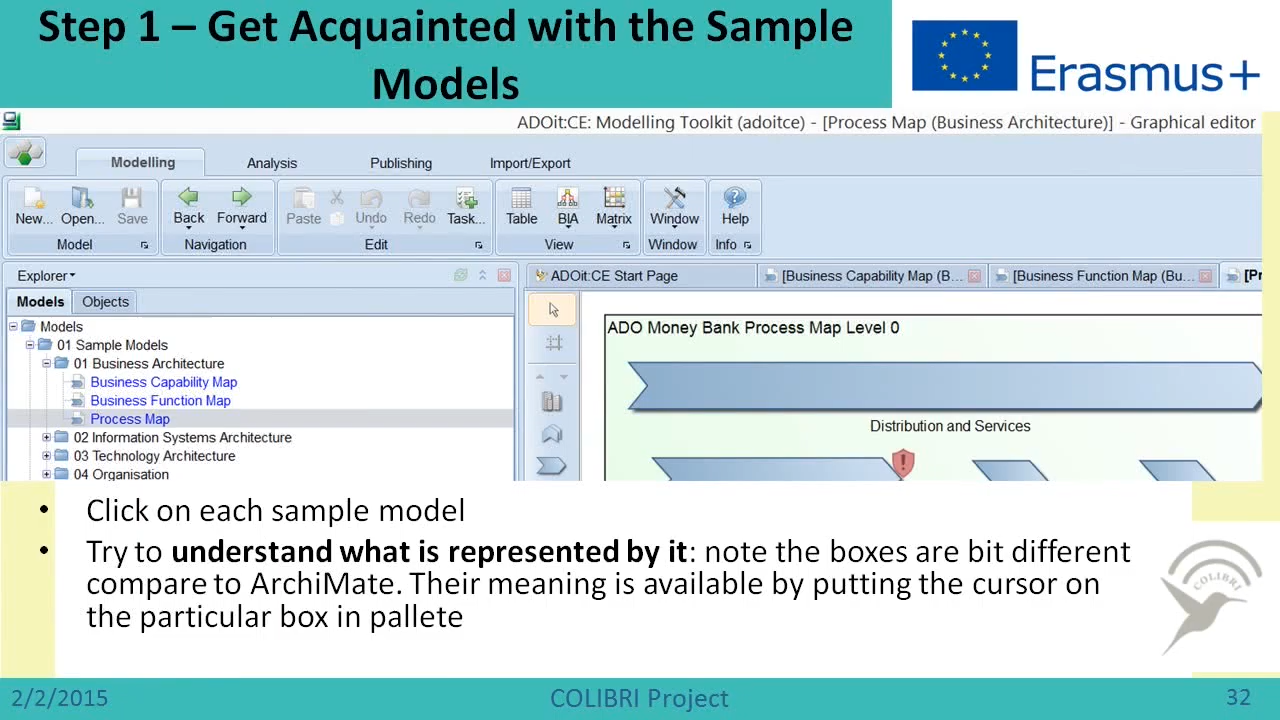 Step 1 – Get Acquainted with the Sample
Models
Erasmus+
ADOit:CE: Modelling Toolkit (adoitce) - [Process Map (Business Architecture)] - Graphical editor
Modelling Analysis Publishing Import/Export
New... Open... Save Back Forward Paste Undo Redo Task... Table BIA Matrix Window Help
Model Navigation Edit View Window Info
Explorer
ADOit:CE Start Page [Business Capability Map (B... [Business Function Map (Bu... [Pr
Models Objects
Models
01 Sample Models
01 Business Architecture
Business Capability Map
Business Function Map
Process Map
02 Information Systems Architecture
03 Technology Architecture
04 Organisation
ADO Money Bank Process Map Level 0
Distribution and Services
• Click on each sample model
• Try to understand what is represented by it: note the boxes are bit different
compare to ArchiMate. Their meaning is available by putting the cursor on
the particular box in pallete
COLIBRI
2/2/2015 COLIBRI Project 32